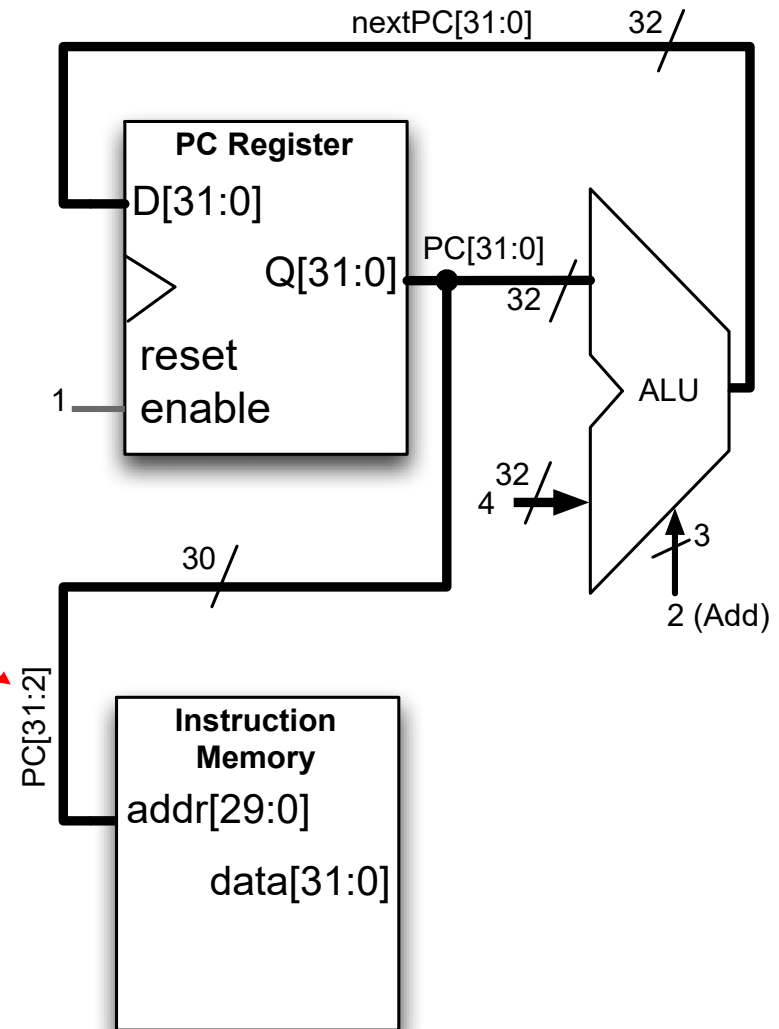 nextPC[31:0]
32
PC Register
D[31:0]
Q[31:0]
PC[31:0]
32
reset
1
enable
ALU
32
4
3
2 (Add)
30
PC[31:2]
Instruction
Memory
addr[29:0]
data[31:0]